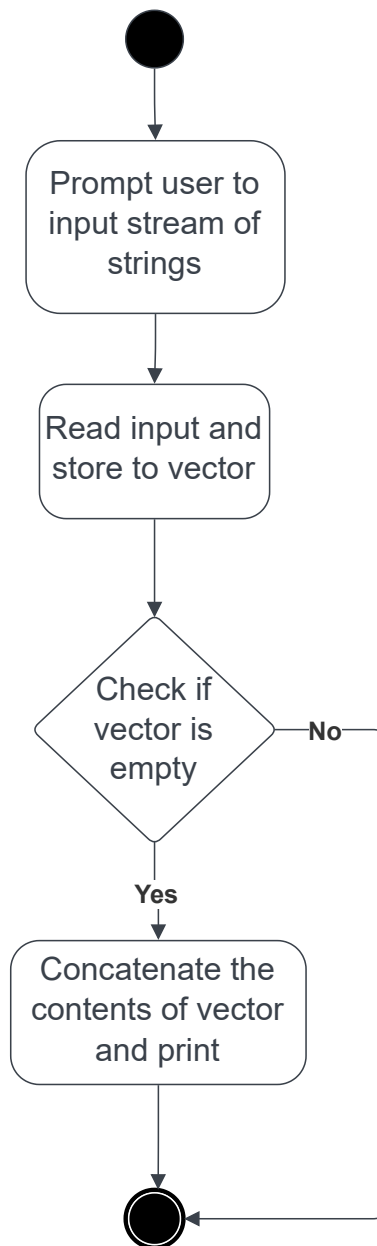 Prompt user to
input stream of
strings
Read input and
store to vector
Check if
vector is
empty
No
Yes
Concatenate the
contents of vector
and print